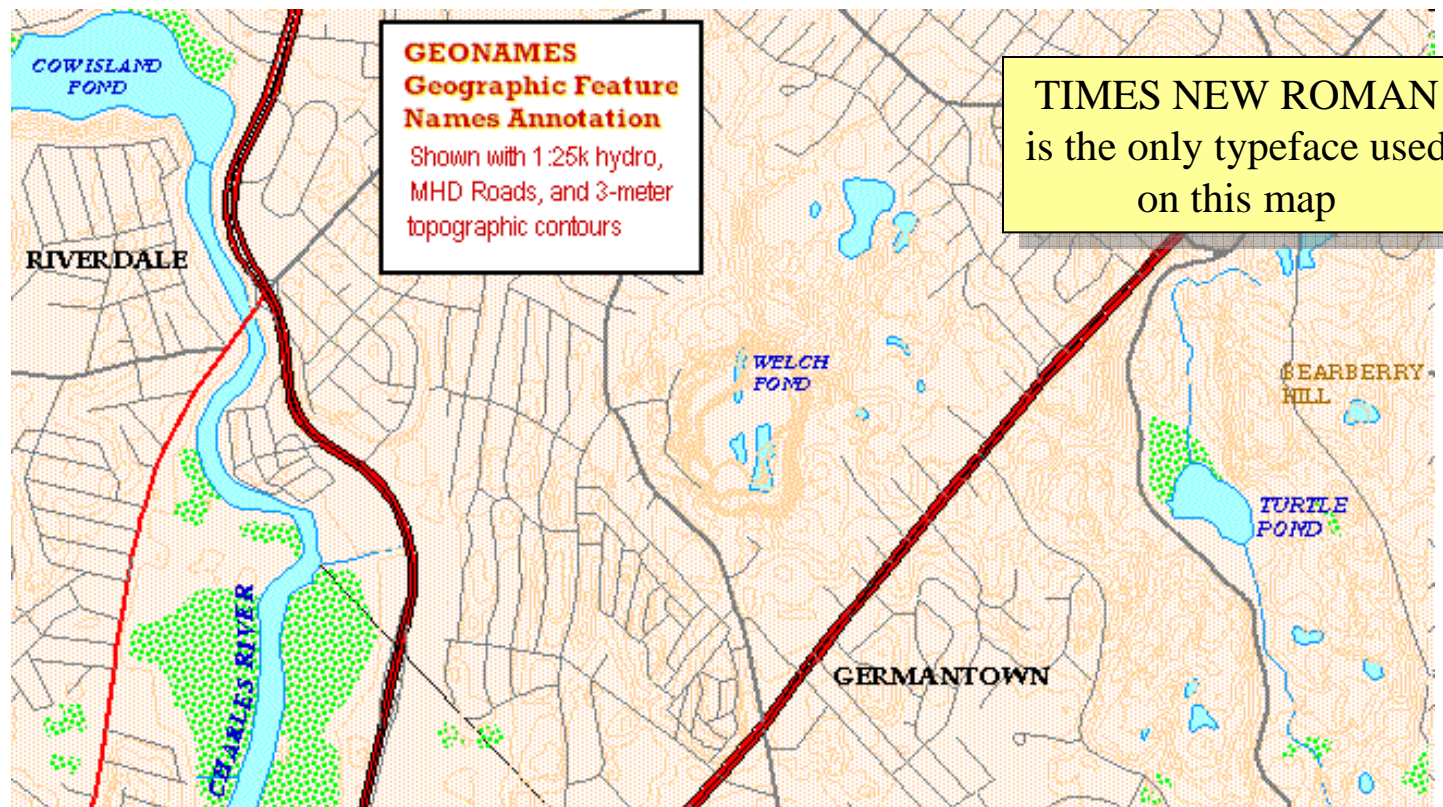 COW ISLAND
POND
GEONAMES
Geographic Feature
Names Annotation
Shown with 1:25k hydro,
MHD Roads, and 3-meter
topographic contours
TIMES NEW ROMAN
is the only typeface used
on this map
RIVERDALE
WELCH
POND
BEARBERRY
HILL
TURTLE
POND
CHARLES RIVER
GERMANTOWN